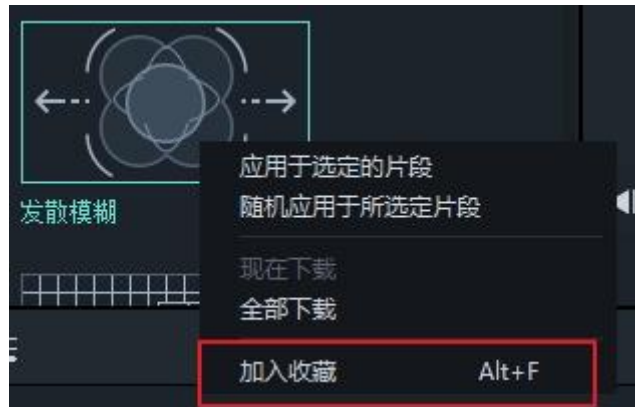 应用于选定的片段
随机应用于所选定片段
发散模糊
现在下载
全部下载
加入收藏 Alt+F